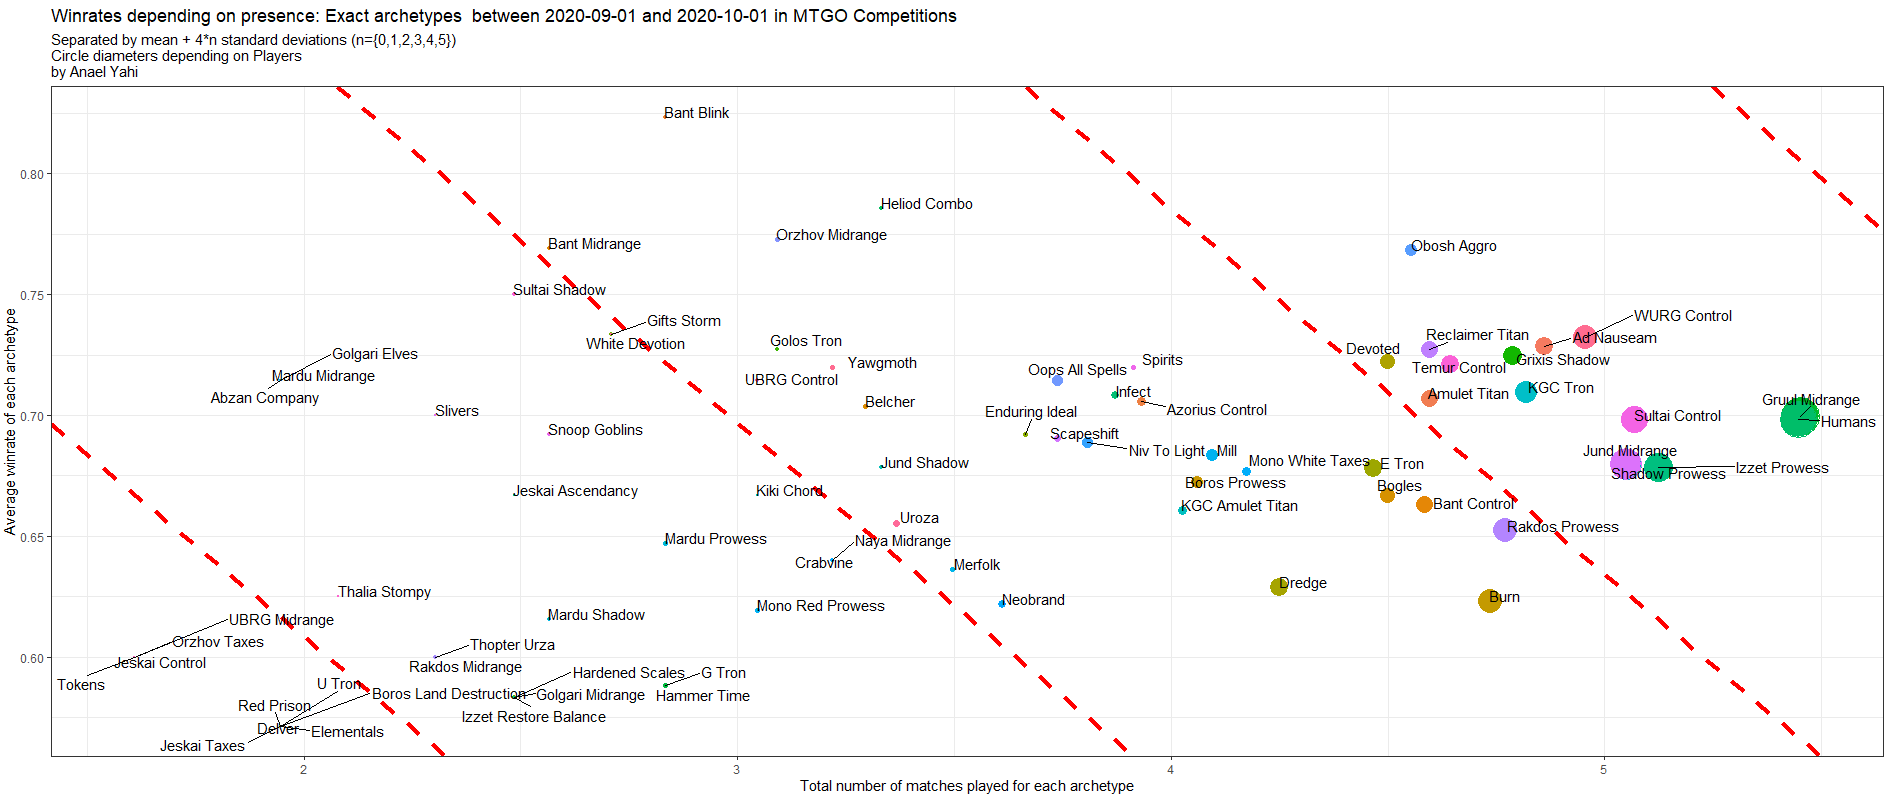 Winrates depending on presence: Exact archetypes  between 2020-09-01 and 2020-10-01 in MTGO Competitions
Separated by mean + 4*n standard deviations (n={0,1,2,3,4,5})
Circle diameters depending on Players
by Anael Yahi
Bant Blink
0.80
Heliod Combo
Orzhov Midrange
Bant Midrange
Obosh Aggro
Sultai Shadow
0.75
WURG Control
Gifts Storm
Reclaimer Titan
Ad Nauseam
White Devotion
Golos Tron
Devoted
Golgari Elves
Yawgmoth
Spirits
Grixis Shadow
Temur Control
Oops All Spells
Mardu Midrange
UBRG Control
KGC Tron
Infect
Amulet Titan
Abzan Company
Belcher
Gruul Midrange
Slivers
Enduring Ideal
Azorius Control
0.70
Sultai Control
Humans
Snoop Goblins
Scapeshift
Niv To Light
Mill
Jund Midrange
Jund Shadow
Mono White Taxes
E Tron
Izzet Prowess
Shadow Prowess
Boros Prowess
Bogles
Jeskai Ascendancy
Kiki Chord
KGC Amulet Titan
Bant Control
Uroza
Rakdos Prowess
Mardu Prowess
Naya Midrange
0.65
Crabvine
Merfolk
Dredge
Thalia Stompy
Neobrand
Burn
Mono Red Prowess
Mardu Shadow
UBRG Midrange
Orzhov Taxes
Thopter Urza
Jeskai Control
Rakdos Midrange
0.60
Hardened Scales
G Tron
Tokens
U Tron
Boros Land Destruction
Golgari Midrange
Hammer Time
Red Prison
Izzet Restore Balance
Delver
Elementals
Jeskai Taxes
Average winrate of each archetype
2
3
4
5
Total number of matches played for each archetype